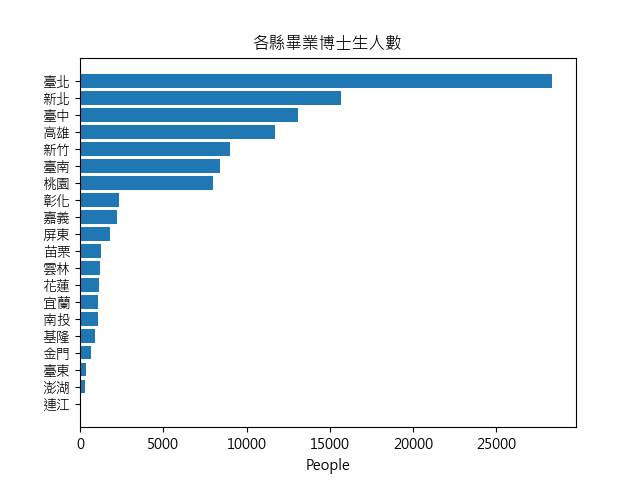 各縣畢業博士生人數
臺北
新北
臺中
高雄
新竹
臺南
桃園
彰化
嘉義
屏東
苗栗
雲林
花蓮
宜蘭
南投
基隆
金門
臺東
澎湖
連江
0 5000 10000 15000 20000 25000
People